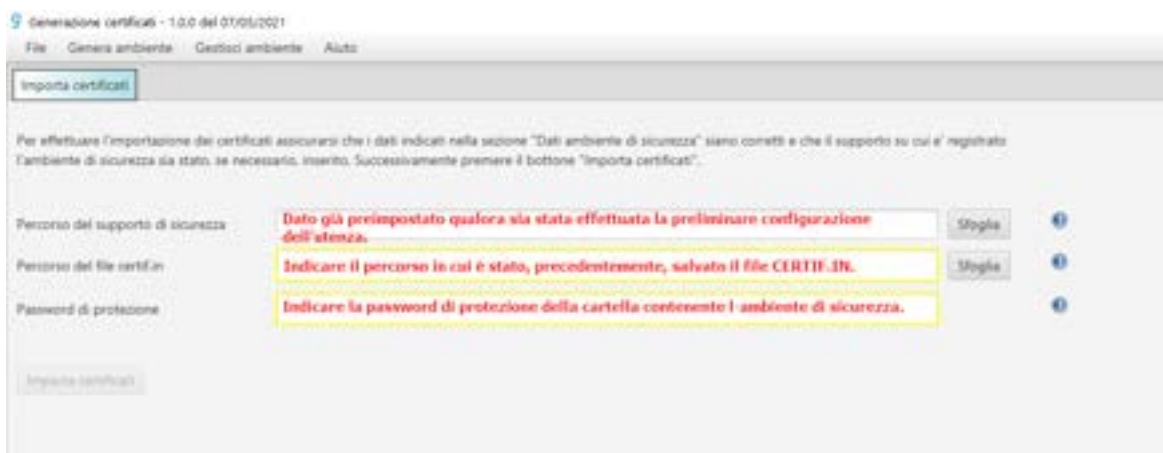 Generazione certificati - 1.0.0 del 07/05/2021
File Genera ambiente Gestisci ambiente Aiuto
Importa certificati
Per effettuare l'importazione dei certificati assicurarsi che i dati indicati nella sezione "Dati ambiente di sicurezza" siano corretti e che il supporto su cui e' registrato
l'ambiente di sicurezza sia stato, se necessario, inserito. Successivamente premere il bottone "Importa certificati".
Percorso del supporto di sicurezza
Dato già preimpostato qualora sia stata effettuata la preliminare configurazione
dell'utenza.
Sfoglia
Percorso del file certif.in
Indicare il percorso in cui è stato, precedentemente, salvato il file CERTIF.IN.
Sfoglia
Password di protezione
Indicare la password di protezione della cartella contenente l ambiente di sicurezza.
Importa certificati